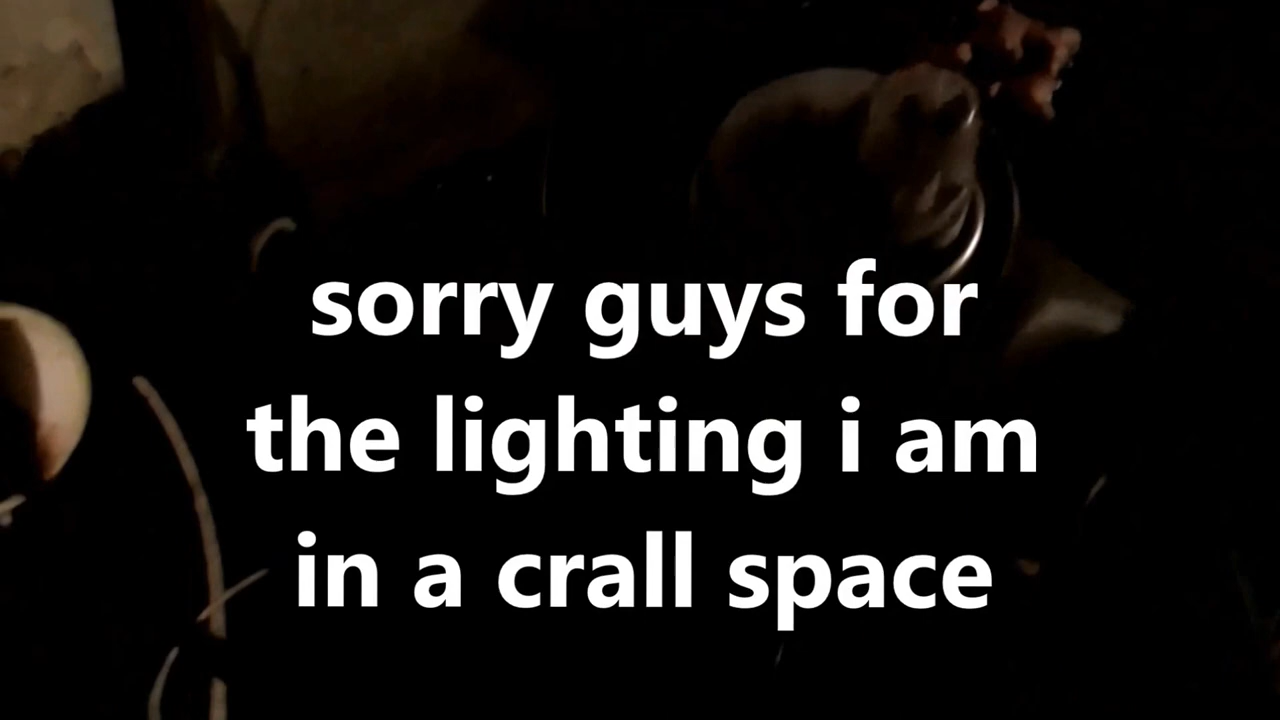 sorry guys for
the lighting i am
in a crall space